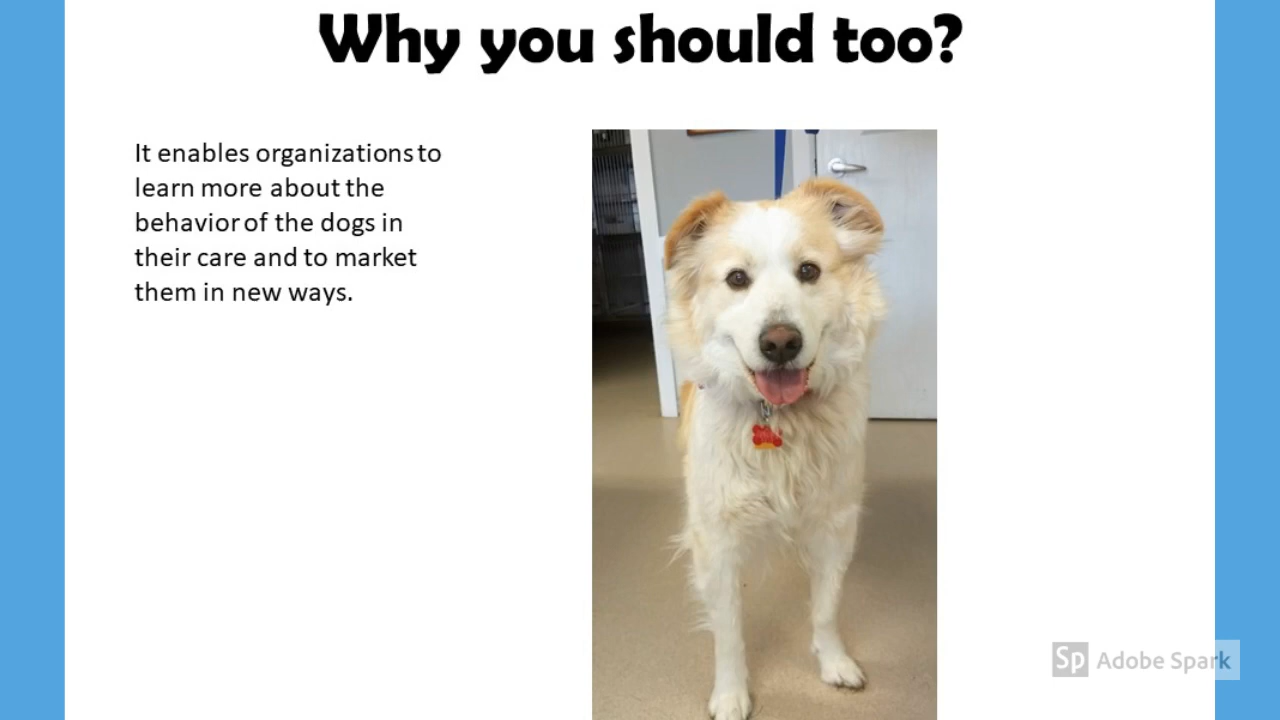 Why you should too?
It enables organizations to
learn more about the
behavior of the dogs in
their care and to market
them in new ways.
Sp Adobe Spark